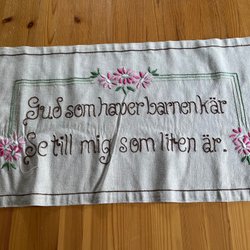 Gud som haver barnen kär
Se till mig som liten är.